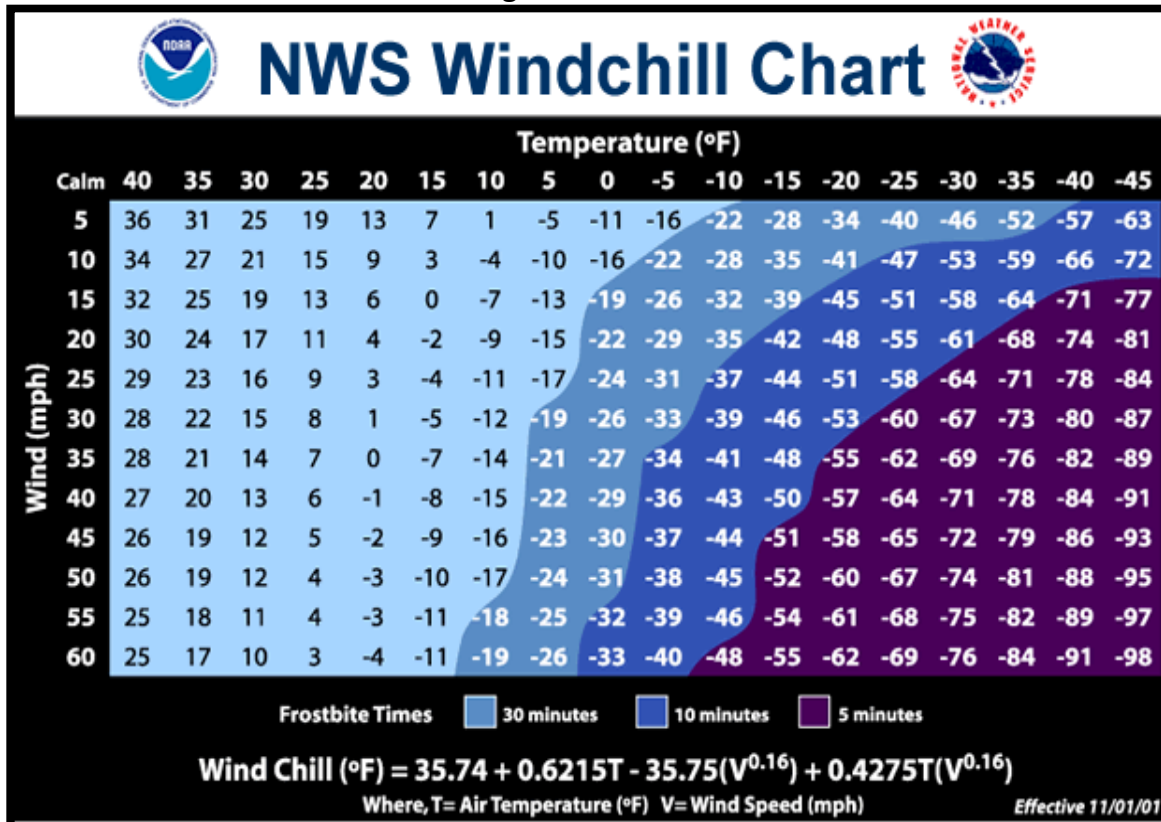 NWS Windchill Chart
NOAA
NATIONAL WEATHER SERVICE
Temperature (ºF)
Calm 40 35 30 25 20 15 10 5 0 -5 -10 -15 -20 -25 -30 -35 -40 -45
Wind (mph)
5 36 31 25 19 13 7 1 -5 -11 -16 -22 -28 -34 -40 -46 -52 -57 -63
10 34 27 21 15 9 3 -4 -10 -16 -22 -28 -35 -41 -47 -53 -59 -66 -72
15 32 25 19 13 6 0 -7 -13 -19 -26 -32 -39 -45 -51 -58 -64 -71 -77
20 30 24 17 11 4 -2 -9 -15 -22 -29 -35 -42 -48 -55 -61 -68 -74 -81
25 29 23 16 9 3 -4 -11 -17 -24 -31 -37 -44 -51 -58 -64 -71 -78 -84
30 28 22 15 8 1 -5 -12 -19 -26 -33 -39 -46 -53 -60 -67 -73 -80 -87
35 28 21 14 7 0 -7 -14 -21 -27 -34 -41 -48 -55 -62 -69 -76 -82 -89
40 27 20 13 6 -1 -8 -15 -22 -29 -36 -43 -50 -57 -64 -71 -78 -84 -91
45 26 19 12 5 -2 -9 -16 -23 -30 -37 -44 -51 -58 -65 -72 -79 -86 -93
50 26 19 12 4 -3 -10 -17 -24 -31 -38 -45 -52 -60 -67 -74 -81 -88 -95
55 25 18 11 4 -3 -11 -18 -25 -32 -39 -46 -54 -61 -68 -75 -82 -89 -97
60 25 17 10 3 -4 -11 -19 -26 -33 -40 -48 -55 -62 -69 -76 -84 -91 -98
Frostbite Times 30 minutes 10 minutes 5 minutes
Wind Chill (ºF) = 35.74 + 0.6215T - 35.75(V^0.16) + 0.4275T(V^0.16)
Where, T= Air Temperature (ºF) V= Wind Speed (mph) Effective 11/01/01